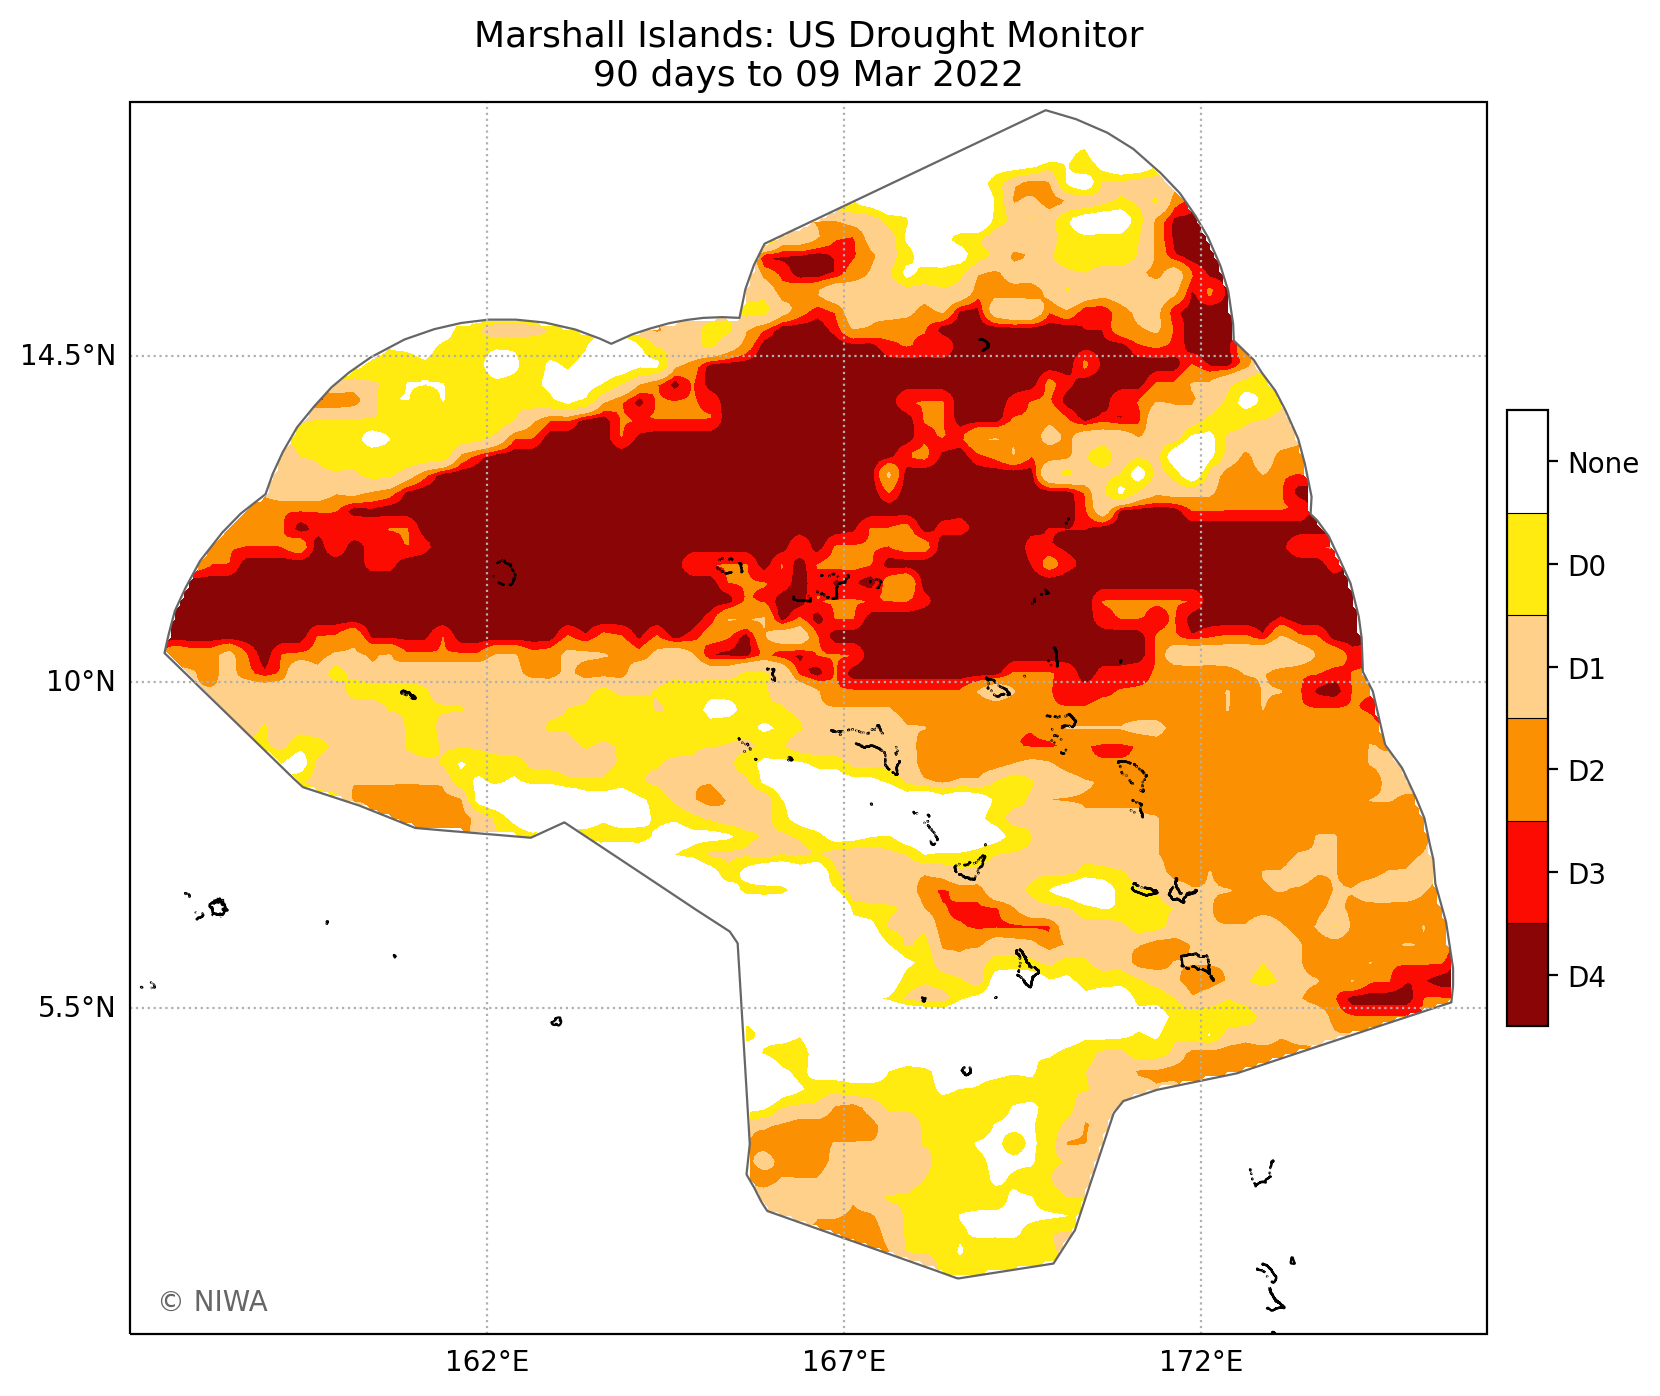 Marshall Islands: US Drought Monitor
90 days to 09 Mar 2022
14.5°N
10°N
5.5°N
162°E
167°E
172°E
None
D0
D1
D2
D3
D4
© NIWA